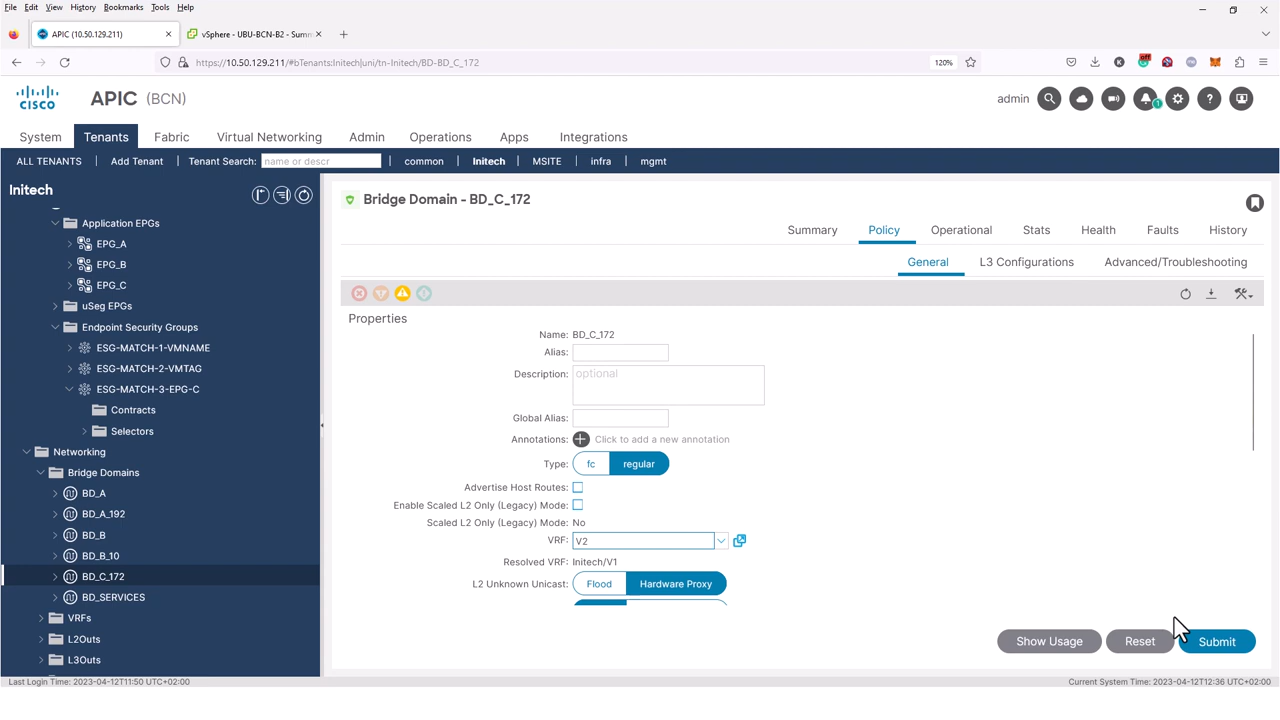 File Edit View History Bookmarks Tools Help
APIC (10.50.129.211)
vSphere - UBU-BCN-B2 - Summ
https://10.50.129.211/#bTenants:Initech|uni/tn-Initech/BD-BD_C_172
120%
off
CISCO
APIC (BCN)
admin
1
System Tenants Fabric Virtual Networking Admin Operations Apps Integrations
ALL TENANTS | Add Tenant | Tenant Search: name or descr | common | Initech | MSITE | infra | mgmt
Initech
Application EPGs
EPG_A
EPG_B
EPG_C
uSeg EPGs
Endpoint Security Groups
ESG-MATCH-1-VMNAME
ESG-MATCH-2-VMTAG
ESG-MATCH-3-EPG-C
Contracts
Selectors
Networking
Bridge Domains
BD_A
BD_A_192
BD_B
BD_B_10
BD_C_172
BD_SERVICES
VRFs
L2Outs
L3Outs
Bridge Domain - BD_C_172
Summary Policy Operational Stats Health Faults History
General L3 Configurations Advanced/Troubleshooting
Properties
Name: BD_C_172
Alias:
Description: optional
Global Alias:
Annotations: Click to add a new annotation
Type: fc regular
Advertise Host Routes:
Enable Scaled L2 Only (Legacy) Mode:
Scaled L2 Only (Legacy) Mode: No
VRF: V2
Resolved VRF: Initech/V1
L2 Unknown Unicast: Flood Hardware Proxy
Show Usage Reset Submit
Last Login Time: 2023-04-12T11:50 UTC+02:00
Current System Time: 2023-04-12T12:36 UTC+02:00